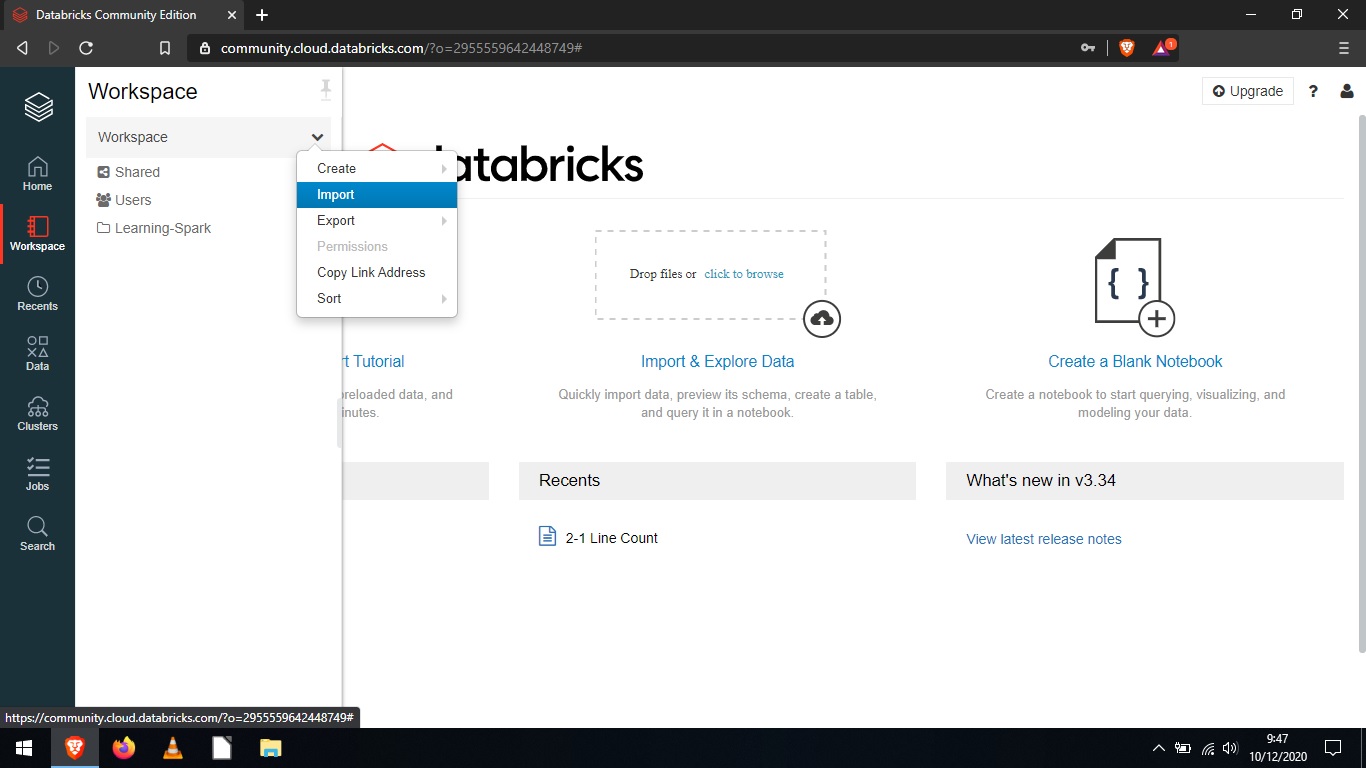 Databricks Community Edition
community.cloud.databricks.com/?o=2955559642448749#
1
Workspace
Upgrade
?
Workspace
Shared
Users
Learning-Spark
Home
Workspace
Recents
Data
Clusters
Jobs
Search
Create
Import
Export
Permissions
Copy Link Address
Sort
databricks
Drop files or click to browse
{ }
rt Tutorial
Import & Explore Data
Create a Blank Notebook
preloaded data, and
inutes.
Quickly import data, preview its schema, create a table,
and query it in a notebook.
Create a notebook to start querying, visualizing, and
modeling your data.
Recents
What's new in v3.34
2-1 Line Count
View latest release notes
https://community.cloud.databricks.com/?o=2955559642448749#
9:47
10/12/2020